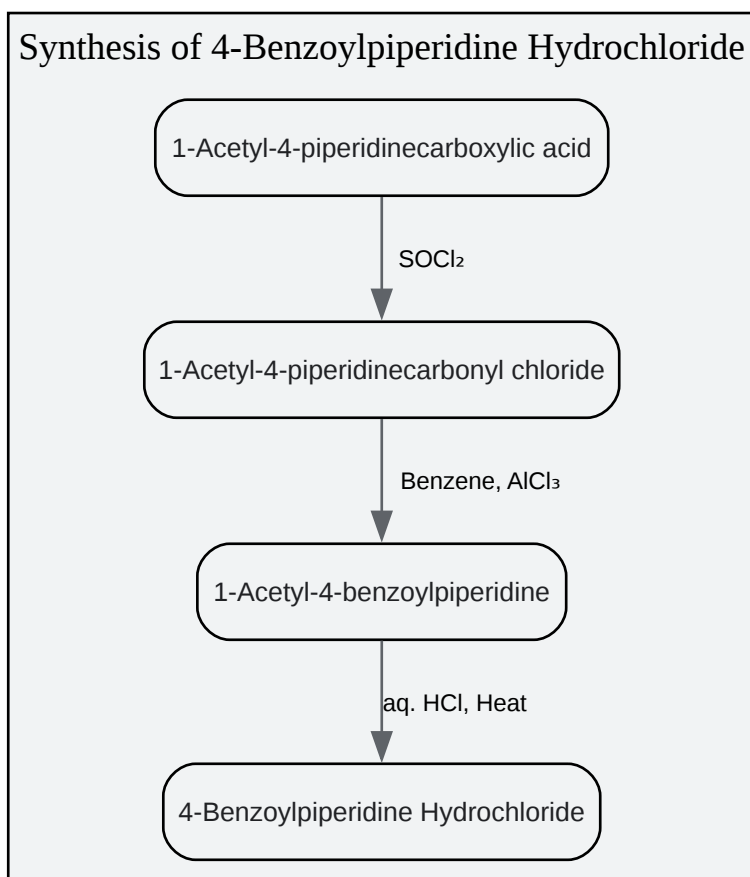 Synthesis of 4-Benzoylpiperidine Hydrochloride
1-Acetyl-4-piperidinecarboxylic acid
SOCl₂
1-Acetyl-4-piperidinecarbonyl chloride
Benzene, AlCl₃
1-Acetyl-4-benzoylpiperidine
aq. HCl, Heat
4-Benzoylpiperidine Hydrochloride